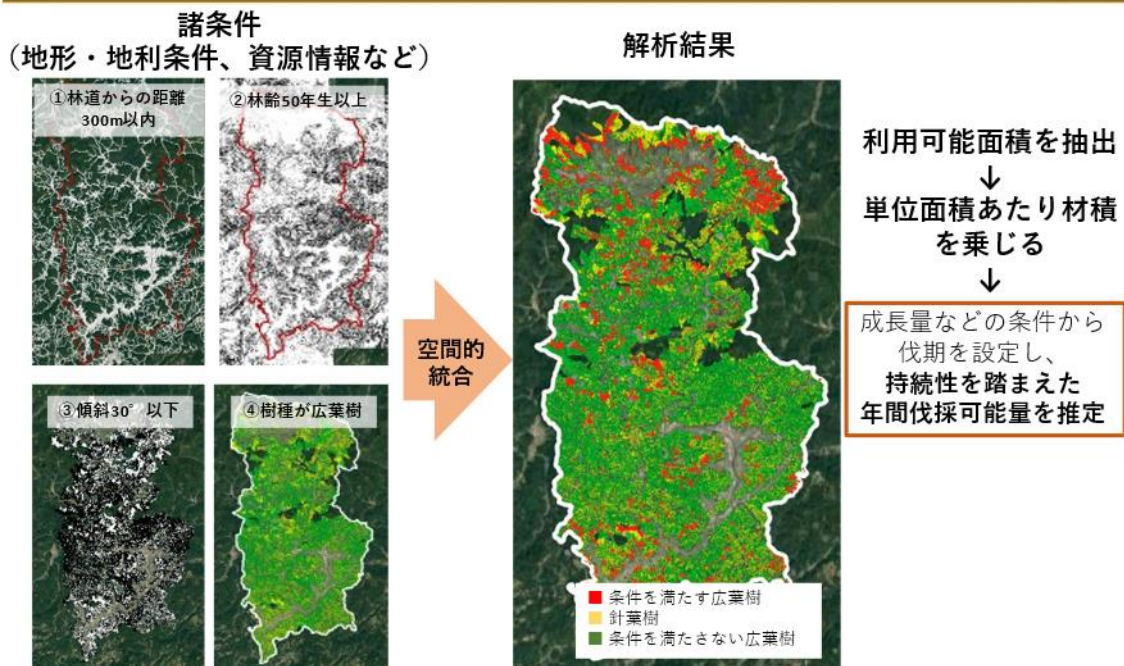 諸条件
（地形・地利条件、資源情報など）
①林道からの距離
300m以内
②林齢50年生以上
③傾斜30°以下
④樹種が広葉樹
空間的
統合
解析結果
条件を満たす広葉樹
針葉樹
条件を満たさない広葉樹
利用可能面積を抽出
↓
単位面積あたり材積
を乗じる
↓
成長量などの条件から
伐期を設定し、
持続性を踏まえた
年間伐採可能量を推定